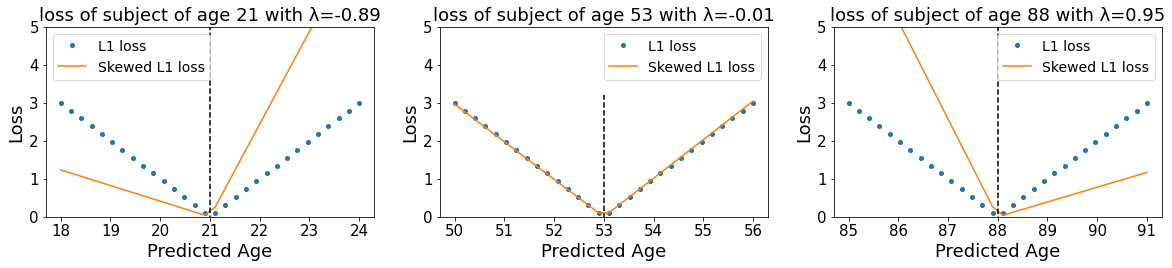 loss of subject of age 21 with λ=-0.89
L1 loss
Skewed L1 loss
5
4
3
2
1
0
Loss
18 19 20 21 22 23 24
Predicted Age
loss of subject of age 53 with λ=-0.01
L1 loss
Skewed L1 loss
5
4
3
2
1
0
Loss
50 51 52 53 54 55 56
Predicted Age
loss of subject of age 88 with λ=0.95
L1 loss
Skewed L1 loss
5
4
3
2
1
0
Loss
85 86 87 88 89 90 91
Predicted Age